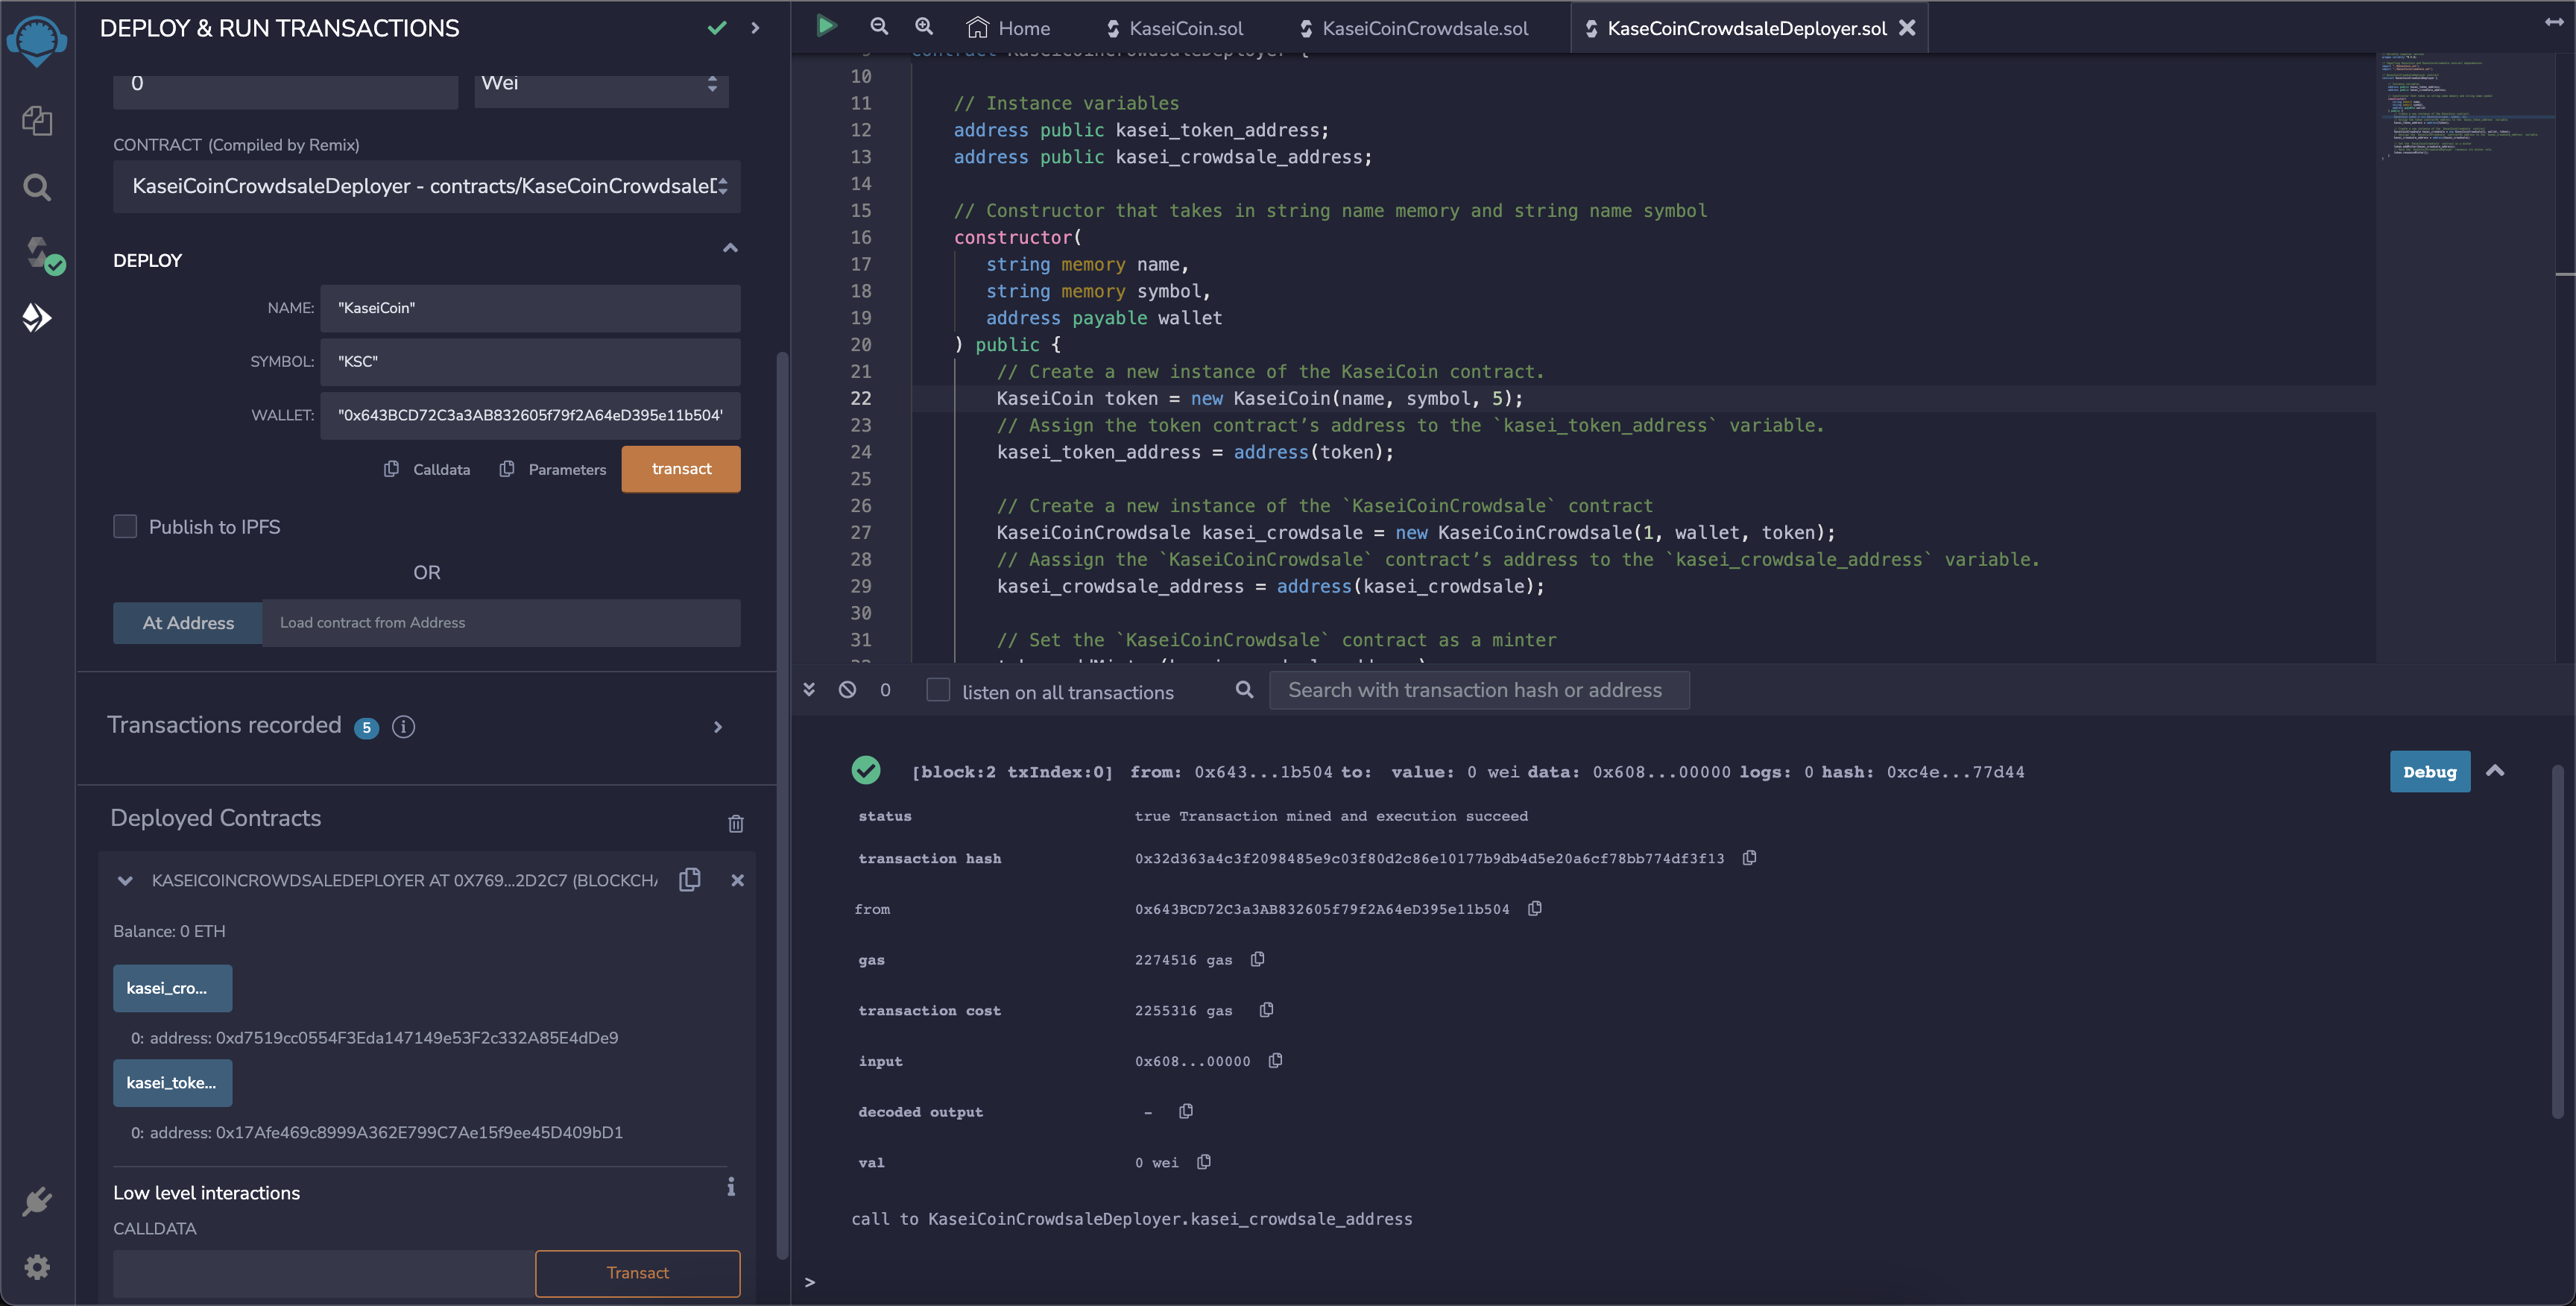 DEPLOY & RUN TRANSACTIONS
0
Wei
CONTRACT (Compiled by Remix)
KaseiCoinCrowdsaleDeployer - contracts/KaseCoinCrowdsaleD
DEPLOY
NAME: "KaseiCoin"
SYMBOL: "KSC"
WALLET: "0x643BCD72C3a3AB832605f79f2A64eD395e11b504'
Calldata Parameters transact
Publish to IPFS
OR
At Address Load contract from Address
Transactions recorded 5 i
Deployed Contracts
KASEICOINCROWDSALEDEPLOYER AT 0X769...2D2C7 (BLOCKCHA
Balance: 0 ETH
kasei_cro...
0: address: 0xd7519cc0554F3Eda147149e53F2c332A85E4dDe9
kasei_toke...
0: address: 0x17Afe469c8999A362E799C7Ae15f9ee45D409bD1
Low level interactions
CALLDATA
Transact
Home KaseiCoin.sol KaseiCoinCrowdsale.sol KaseCoinCrowdsaleDeployer.sol
9 contract KaseiCoinCrowdsaleDeployer {
10
11 // Instance variables
12 address public kasei_token_address;
13 address public kasei_crowdsale_address;
14
15 // Constructor that takes in string name memory and string name symbol
16 constructor(
17 string memory name,
18 string memory symbol,
19 address payable wallet
20 ) public {
21 // Create a new instance of the KaseiCoin contract.
22 KaseiCoin token = new KaseiCoin(name, symbol, 5);
23 // Assign the token contract’s address to the `kasei_token_address` variable.
24 kasei_token_address = address(token);
25
26 // Create a new instance of the `KaseiCoinCrowdsale` contract
27 KaseiCoinCrowdsale kasei_crowdsale = new KaseiCoinCrowdsale(1, wallet, token);
28 // Aassign the `KaseiCoinCrowdsale` contract’s address to the `kasei_crowdsale_address` variable.
29 kasei_crowdsale_address = address(kasei_crowdsale);
30
31 // Set the `KaseiCoinCrowdsale` contract as a minter
0 listen on all transactions Search with transaction hash or address
[block:2 txIndex:0] from: 0x643...1b504 to: value: 0 wei data: 0x608...00000 logs: 0 hash: 0xc4e...77d44
Debug
status true Transaction mined and execution succeed
transaction hash 0x32d363a4c3f2098485e9c03f80d2c86e10177b9db4d5e20a6cf78bb774df3f13
from 0x643BCD72C3a3AB832605f79f2A64eD395e11b504
gas 2274516 gas
transaction cost 2255316 gas
input 0x608...00000
decoded output -
val 0 wei
call to KaseiCoinCrowdsaleDeployer.kasei_crowdsale_address
>